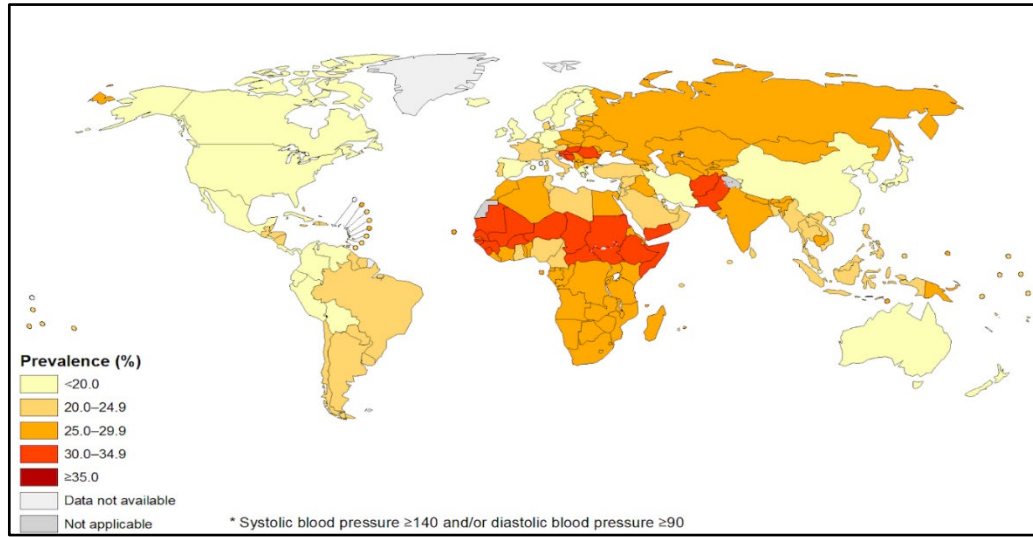 Prevalence (%)
<20.0
20.0–24.9
25.0–29.9
30.0–34.9
≥35.0
Data not available
Not applicable
* Systolic blood pressure ≥140 and/or diastolic blood pressure ≥90